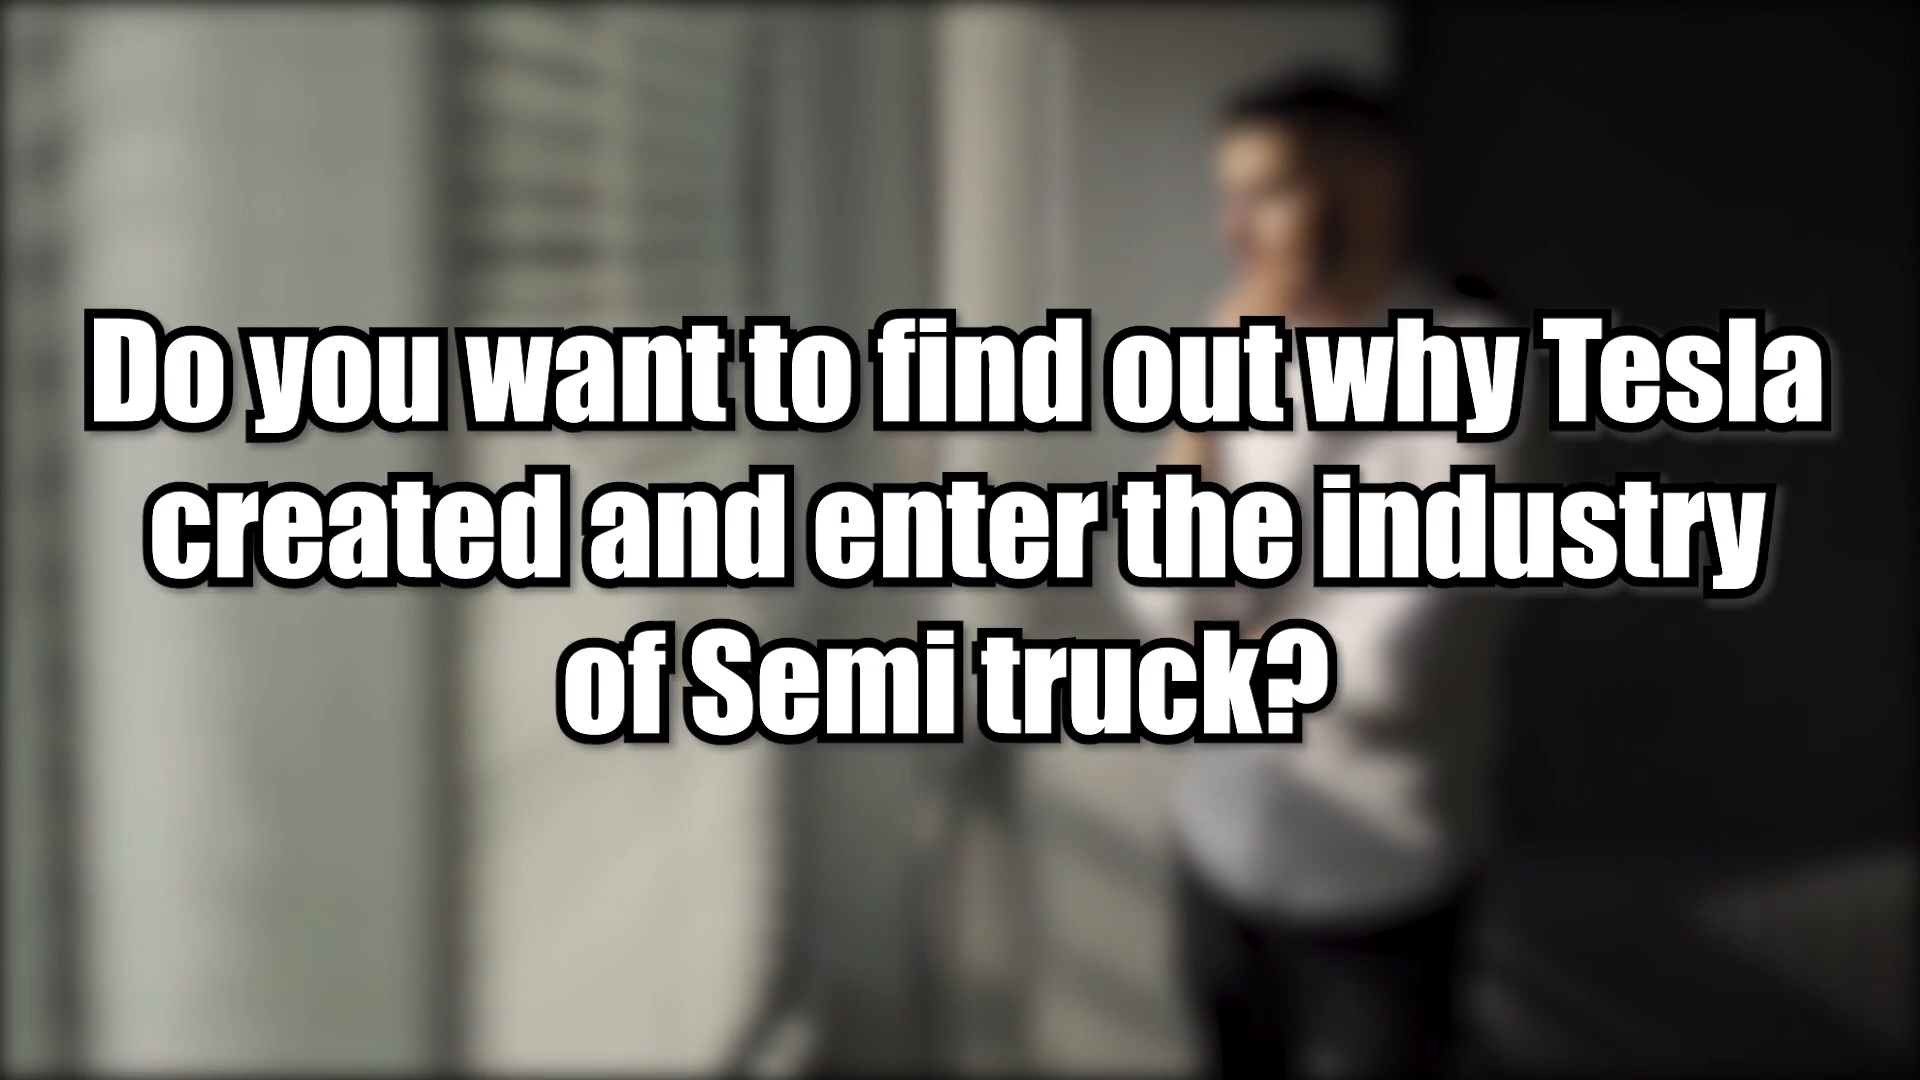 Do you want to find out why Tesla
created and enter the industry
of Semi truck?